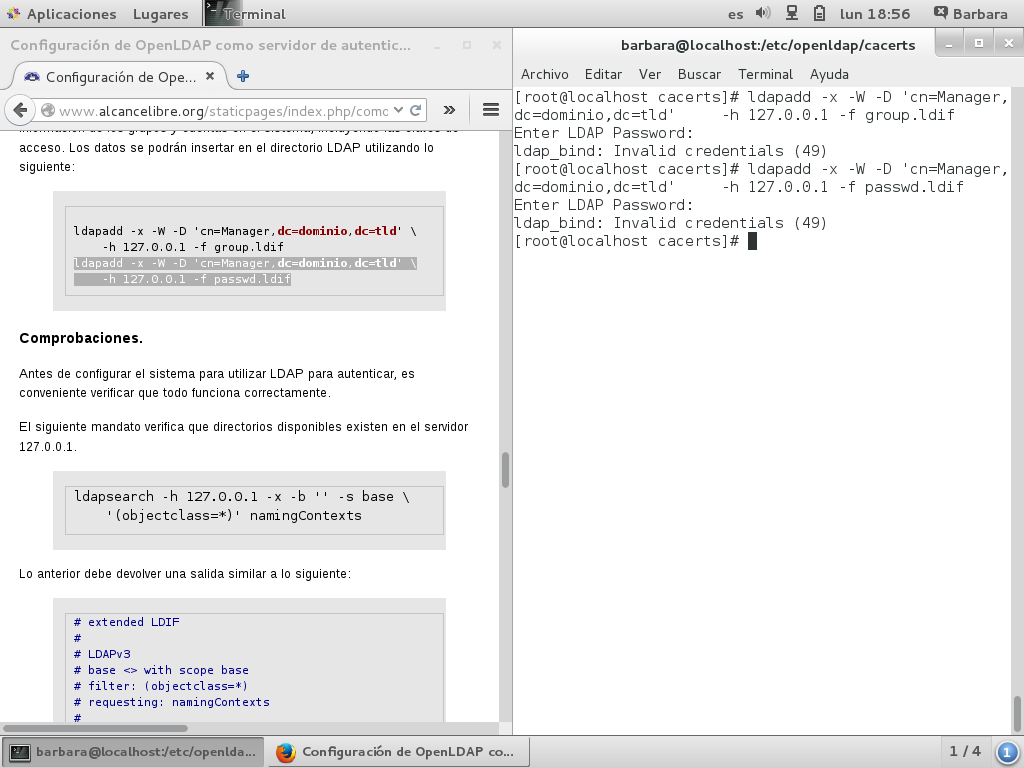 Aplicaciones Lugares Terminal es lun 18:56 Barbara
Configuración de OpenLDAP como servidor de autentic...
Configuración de Ope...
www.alcancelibre.org/staticpages/index.php/como
acceso. Los datos se podrán insertar en el directorio LDAP utilizando lo
siguiente:
ldapadd -x -W -D 'cn=Manager,dc=dominio,dc=tld' \
-h 127.0.0.1 -f group.ldif
ldapadd -x -W -D 'cn=Manager,dc=dominio,dc=tld' \
-h 127.0.0.1 -f passwd.ldif
Comprobaciones.
Antes de configurar el sistema para utilizar LDAP para autenticar, es
conveniente verificar que todo funciona correctamente.
El siguiente mandato verifica que directorios disponibles existen en el servidor
127.0.0.1.
ldapsearch -h 127.0.0.1 -x -b '' -s base \
'(objectclass=*)' namingContexts
Lo anterior debe devolver una salida similar a lo siguiente:
# extended LDIF
#
# LDAPv3
# base <> with scope base
# filter: (objectclass=*)
# requesting: namingContexts
#
barbara@localhost:/etc/openldap/cacerts
Archivo Editar Ver Buscar Terminal Ayuda
[root@localhost cacerts]# ldapadd -x -W -D 'cn=Manager,
dc=dominio,dc=tld' -h 127.0.0.1 -f group.ldif
Enter LDAP Password:
ldap_bind: Invalid credentials (49)
[root@localhost cacerts]# ldapadd -x -W -D 'cn=Manager,
dc=dominio,dc=tld' -h 127.0.0.1 -f passwd.ldif
Enter LDAP Password:
ldap_bind: Invalid credentials (49)
[root@localhost cacerts]#
barbara@localhost:/etc/openlda... Configuración de OpenLDAP co... 1 / 4 1